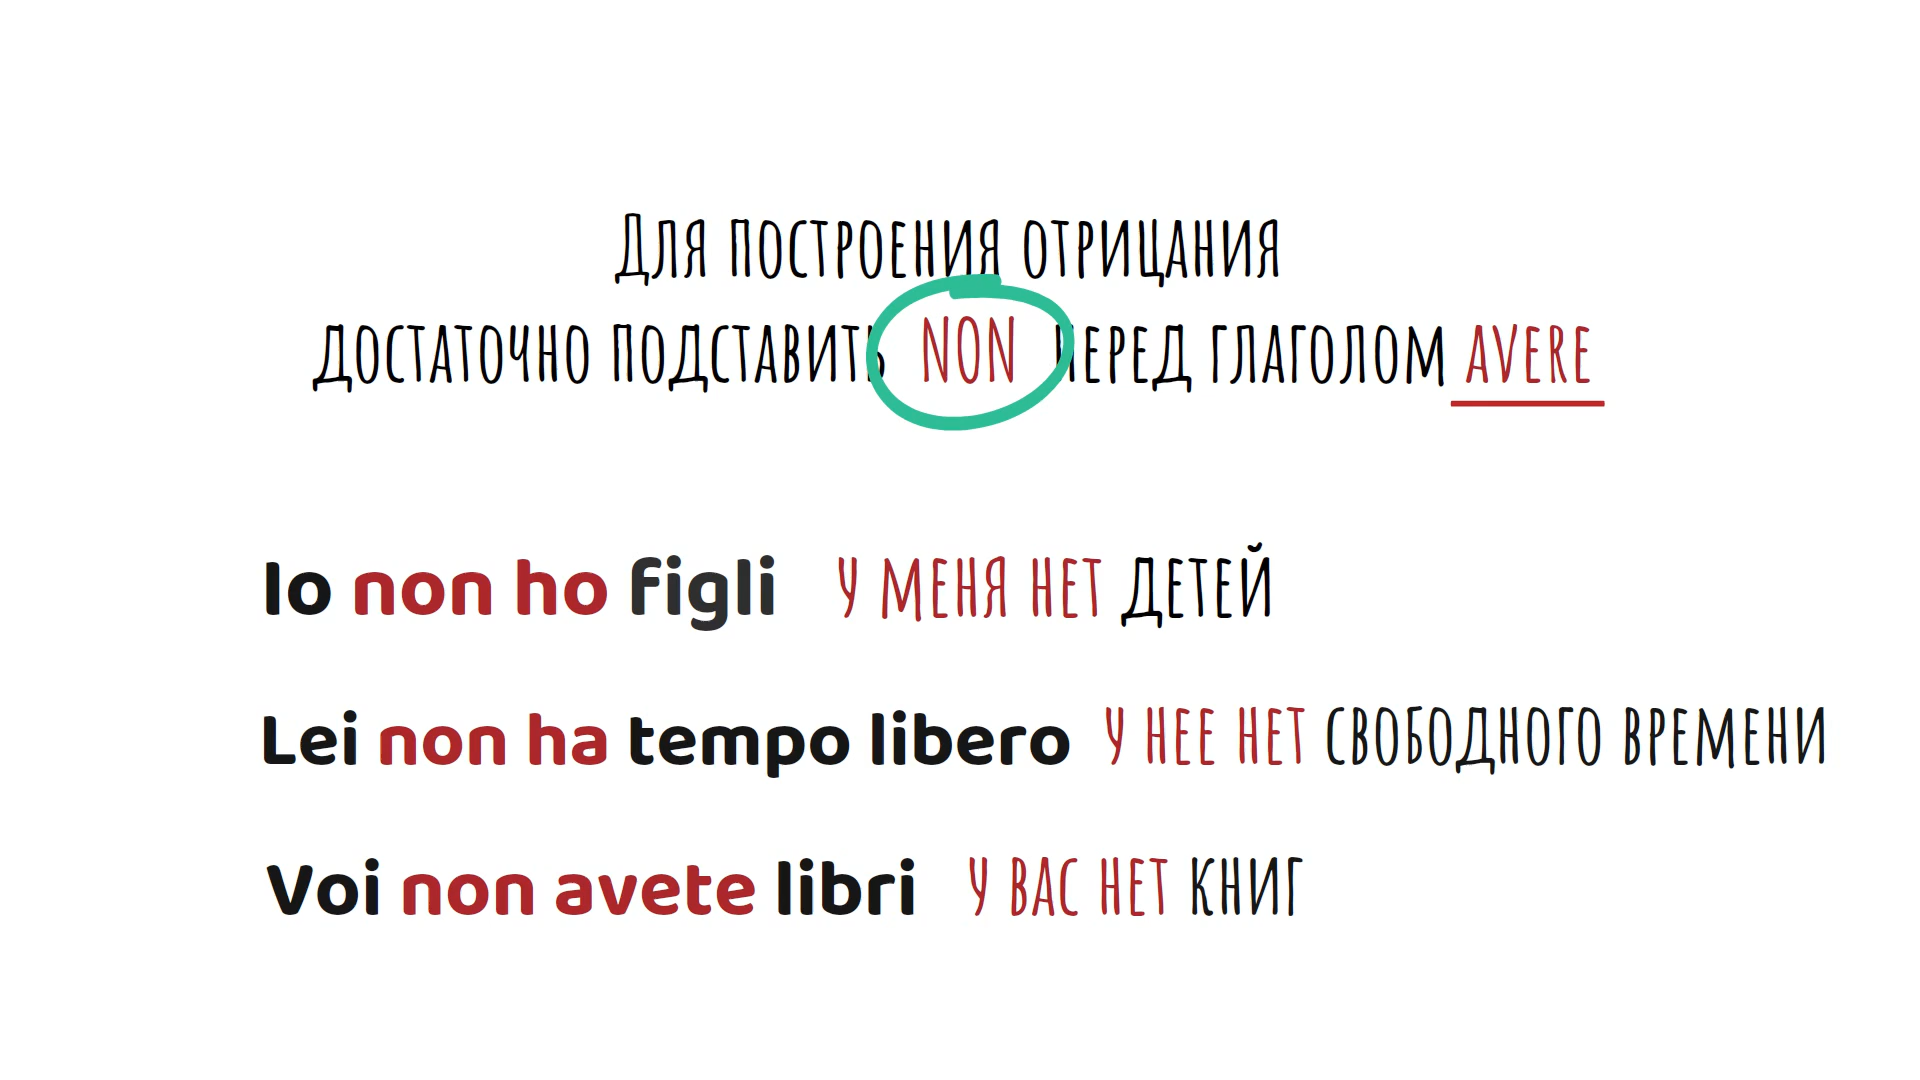 Для построения отрицания
достаточно подставить NON перед глаголом AVERE
Io non ho figli у меня нет детей
Lei non ha tempo libero у нее нет свободного времени
Voi non avete libri у вас нет книг